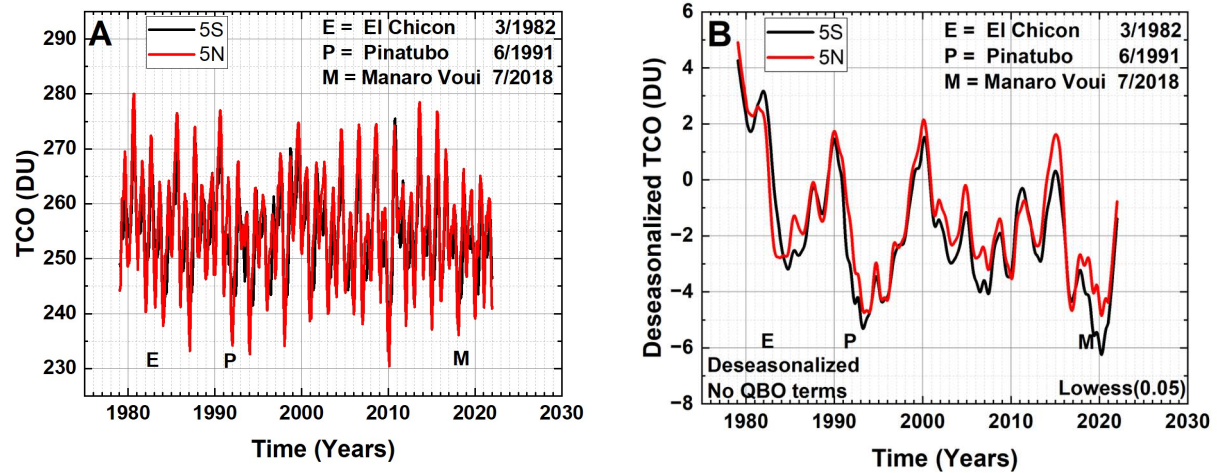 A
5S
5N
E = El Chicon 3/1982
P = Pinatubo 6/1991
M = Manaro Voui 7/2018
290
280
270
260
250
240
230
TCO (DU)
E
P
M
1980
1990
2000
2010
2020
2030
Time (Years)
B
5S
5N
E = El Chicon 3/1982
P = Pinatubo 6/1991
M = Manaro Voui 7/2018
6
4
2
0
−2
−4
−6
−8
Deseasonalized TCO (DU)
E
P
M
Deseasonalized
No QBO terms
Lowess(0.05)
1980
1990
2000
2010
2020
2030
Time (Years)